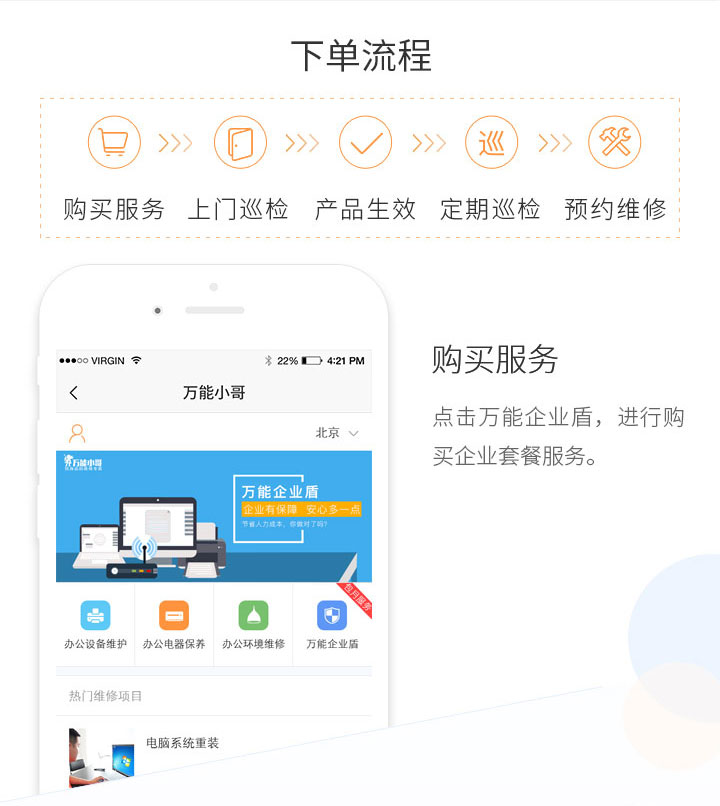 下单流程
购买服务 上门巡检 产品生效 定期巡检 预约维修
VIRGIN 22% 4:21 PM
万能小哥
北京
万能小哥
万能企业盾
企业有保障 安心多一点
节省人力成本，你做对了吗？
包月服务
办公设备维护 办公电器保养 办公环境维修 万能企业盾
热门维修项目
电脑系统重装
购买服务
点击万能企业盾，进行购
买企业套餐服务。